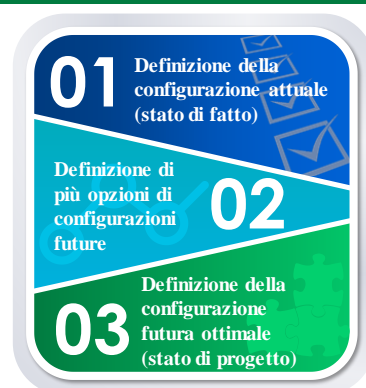 01
Definizione della
configurazione attuale
(stato di fatto)
Definizione di
più opzioni di
configurazioni
future
02
03
Definizione della
configurazione
futura ottimale
(stato di progetto)